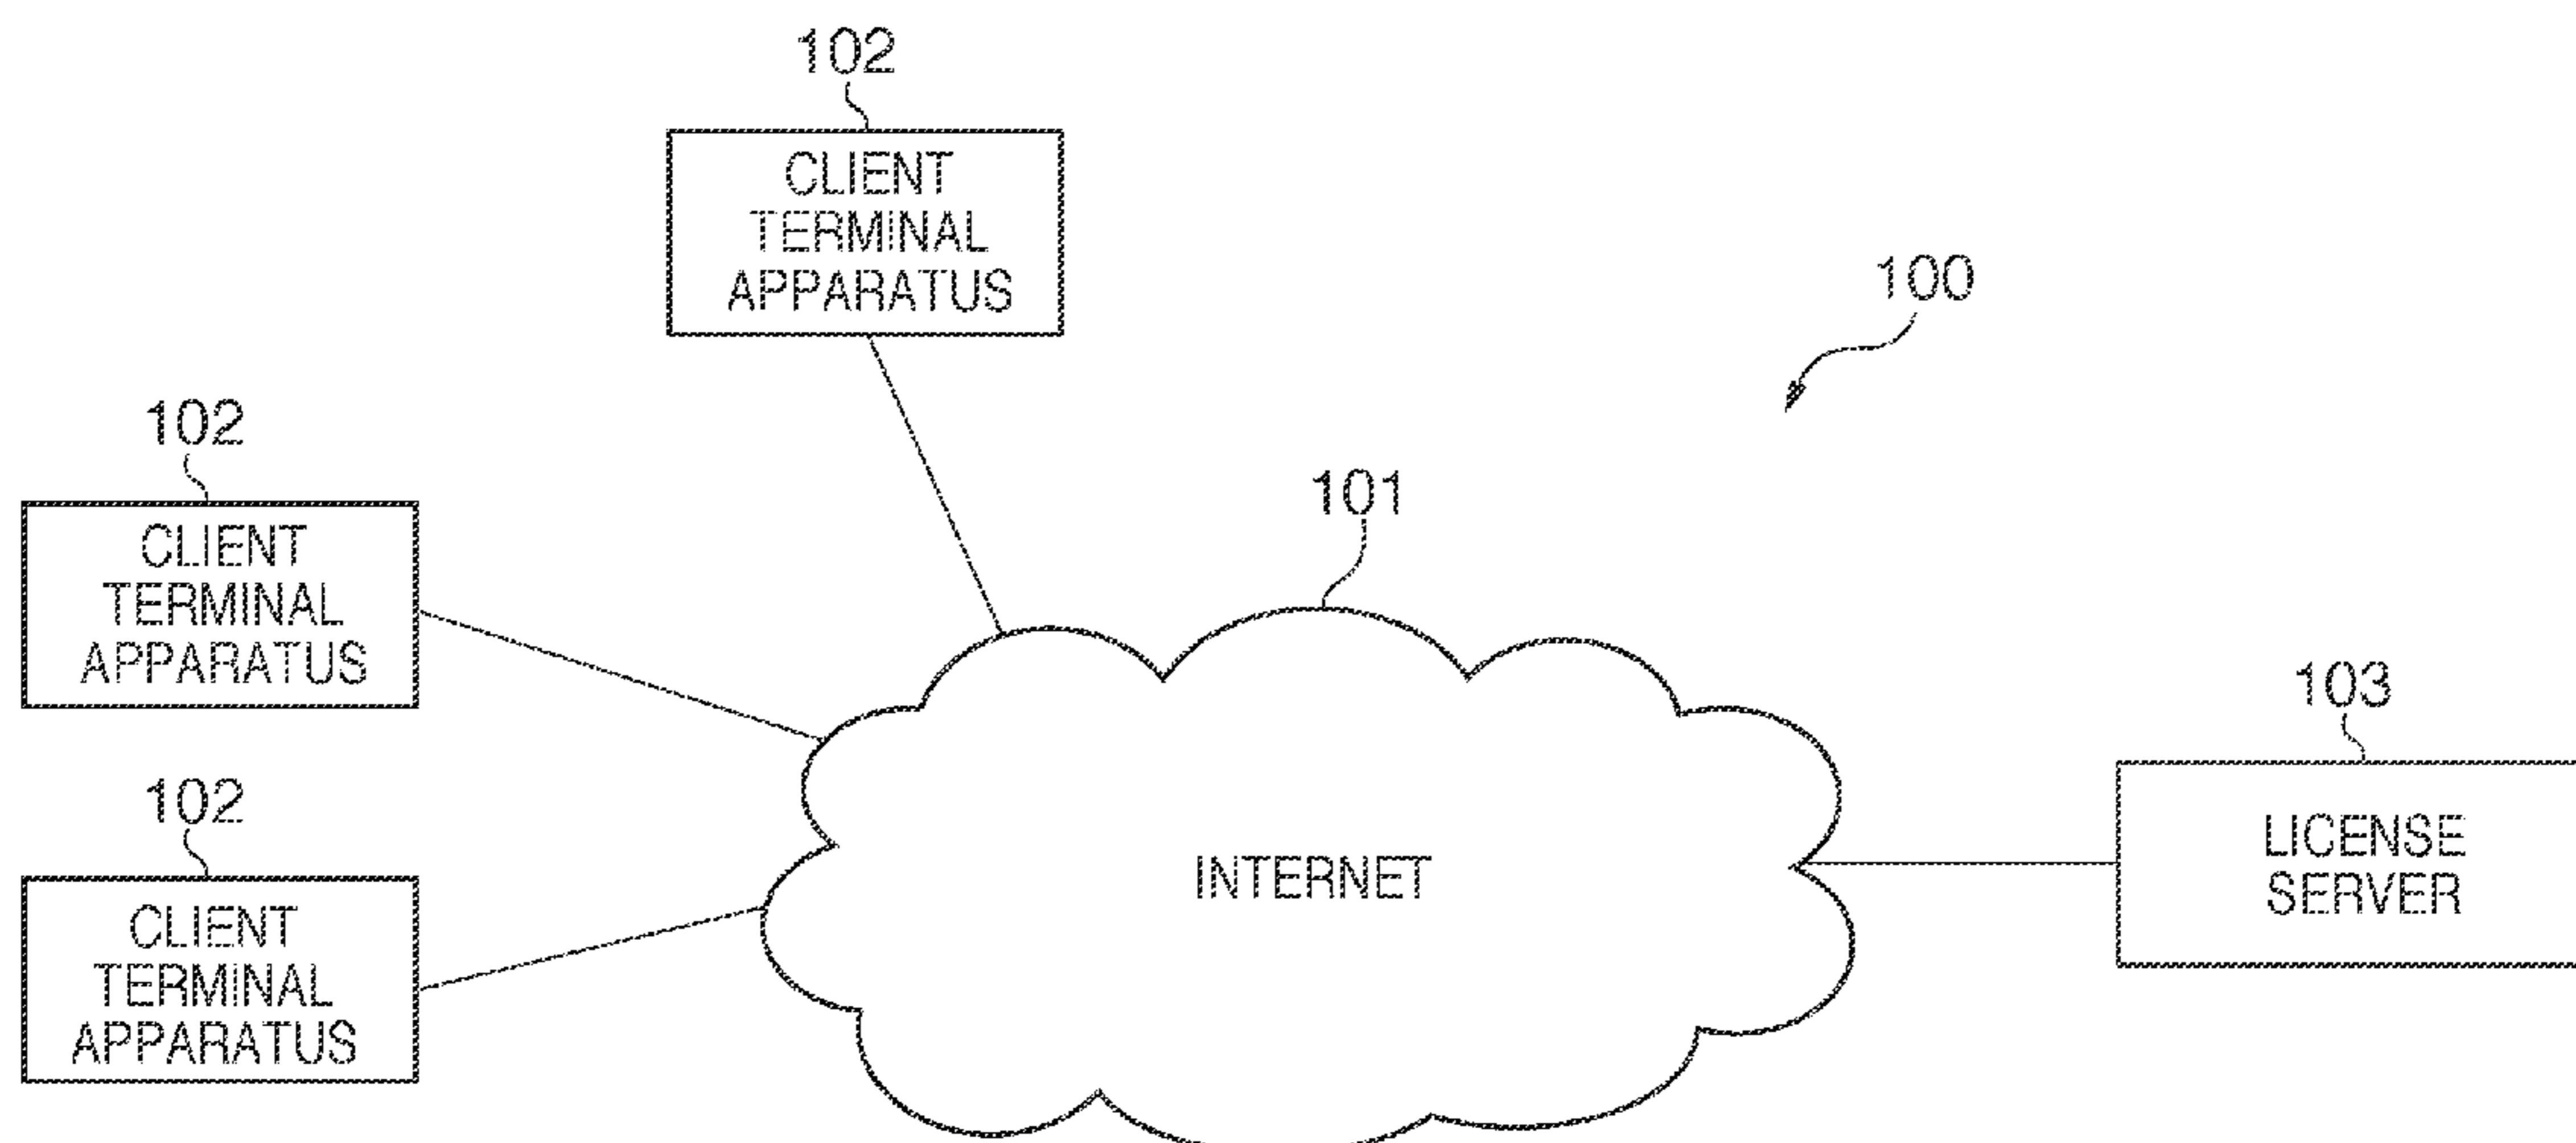 102
CLIENT
TERMINAL
APPARATUS
100
102
CLIENT
TERMINAL
APPARATUS
101
103
LICENSE
SERVER
102
CLIENT
TERMINAL
APPARATUS
INTERNET